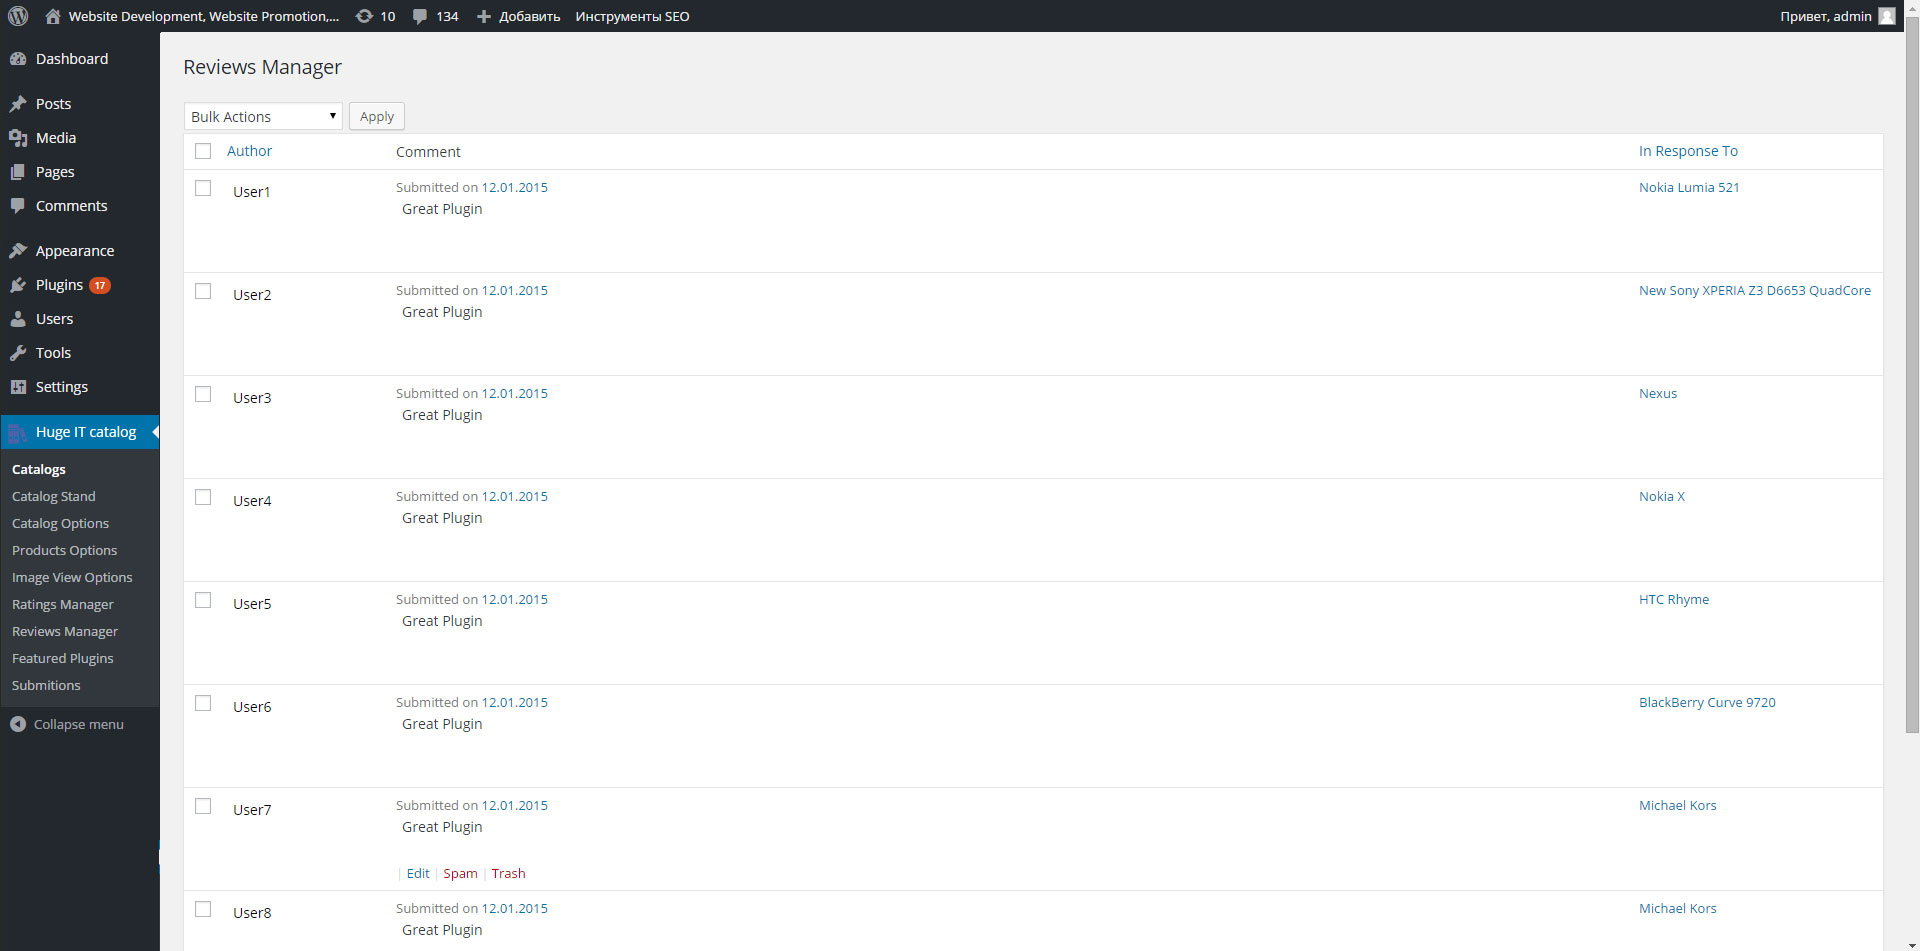 Website Development, Website Promotion,... 10 134 Добавить Инструменты SEO Привет, admin
Dashboard
Posts
Media
Pages
Comments
Appearance
Plugins 17
Users
Tools
Settings
Huge IT catalog
Catalogs
Catalog Stand
Catalog Options
Products Options
Image View Options
Ratings Manager
Reviews Manager
Featured Plugins
Submitions
Collapse menu
Reviews Manager
Bulk Actions Apply
Author Comment In Response To
User1 Submitted on 12.01.2015 Nokia Lumia 521
Great Plugin
User2 Submitted on 12.01.2015 New Sony XPERIA Z3 D6653 QuadCore
Great Plugin
User3 Submitted on 12.01.2015 Nexus
Great Plugin
User4 Submitted on 12.01.2015 Nokia X
Great Plugin
User5 Submitted on 12.01.2015 HTC Rhyme
Great Plugin
User6 Submitted on 12.01.2015 BlackBerry Curve 9720
Great Plugin
User7 Submitted on 12.01.2015 Michael Kors
Great Plugin
| Edit | Spam | Trash
User8 Submitted on 12.01.2015 Michael Kors
Great Plugin